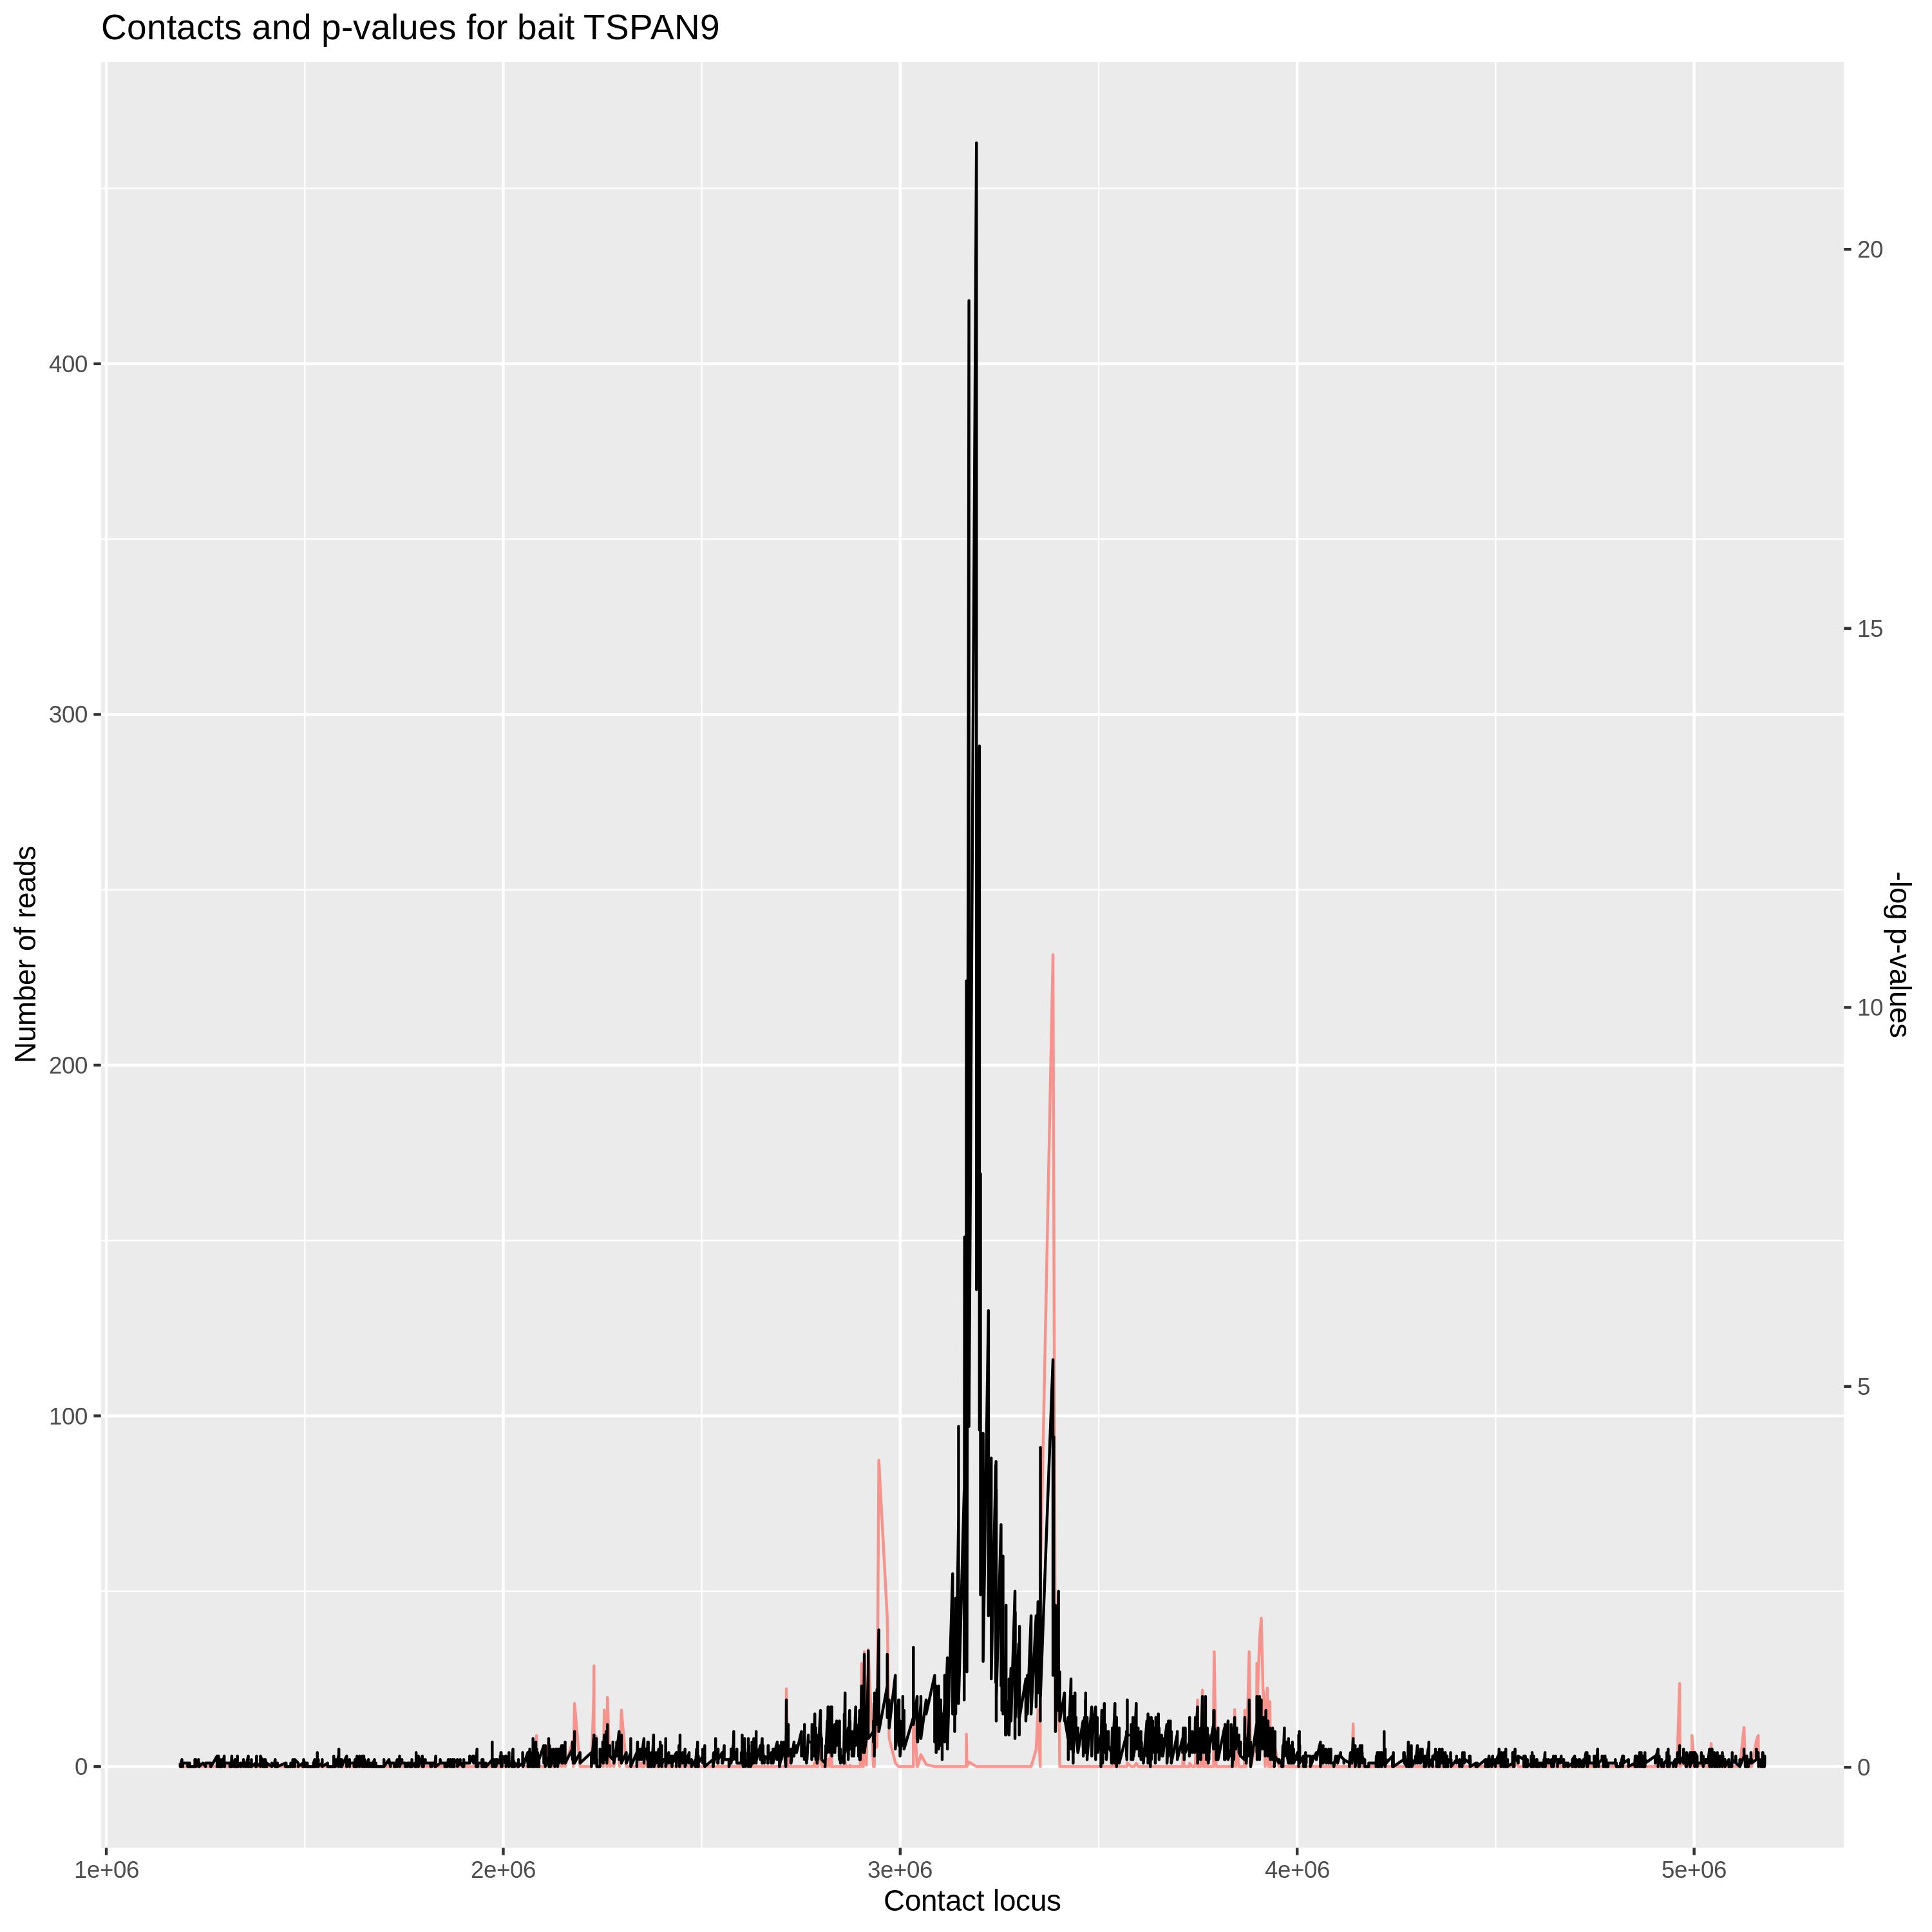 Contacts and p-values for bait TSPAN9
Number of reads
400
300
200
100
0
20
15
10
5
0
-log p-values
1e+06 2e+06 3e+06 4e+06 5e+06
Contact locus